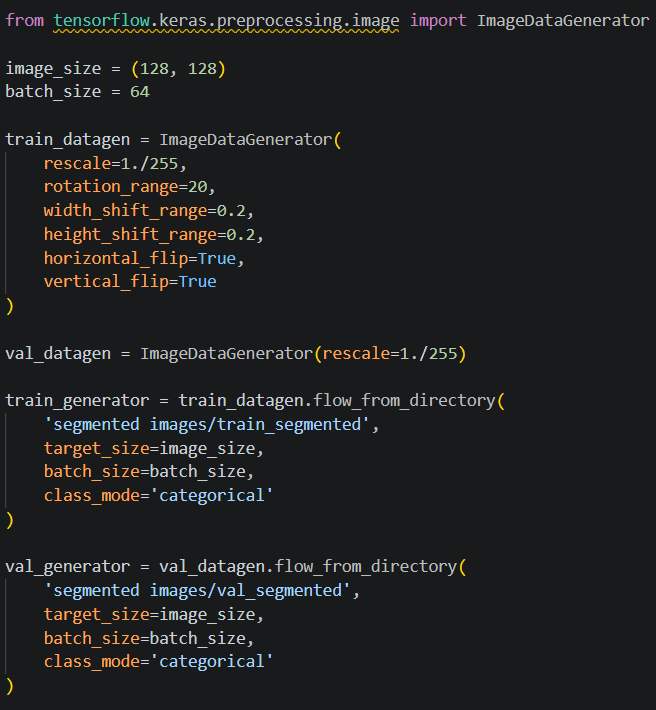 from tensorflow.keras.preprocessing.image import ImageDataGenerator
image_size = (128, 128)
batch_size = 64
train_datagen = ImageDataGenerator(
    rescale=1./255,
    rotation_range=20,
    width_shift_range=0.2,
    height_shift_range=0.2,
    horizontal_flip=True,
    vertical_flip=True
)
val_datagen = ImageDataGenerator(rescale=1./255)
train_generator = train_datagen.flow_from_directory(
    'segmented images/train_segmented',
    target_size=image_size,
    batch_size=batch_size,
    class_mode='categorical'
)
val_generator = val_datagen.flow_from_directory(
    'segmented images/val_segmented',
    target_size=image_size,
    batch_size=batch_size,
    class_mode='categorical'
)